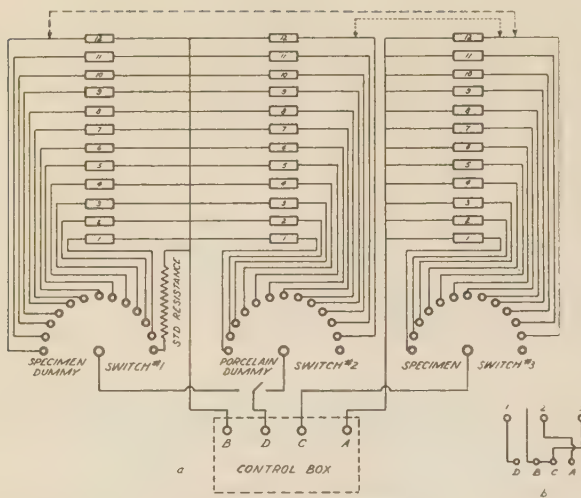 12 12 12
11 11 11
10 10 10
9 9 9
8 8 8
7 7 7
6 6 6
5 5 5
4 4 4
3 3 3
2 2
1 1 1
STD RESISTANCE
SPECIMEN DUMMY
SWITCH #1
PORCELAIN DUMMY
SWITCH #2
SPECIMEN
SWITCH #3
B D C A
a
CONTROL BOX
1 2
D B C A
b